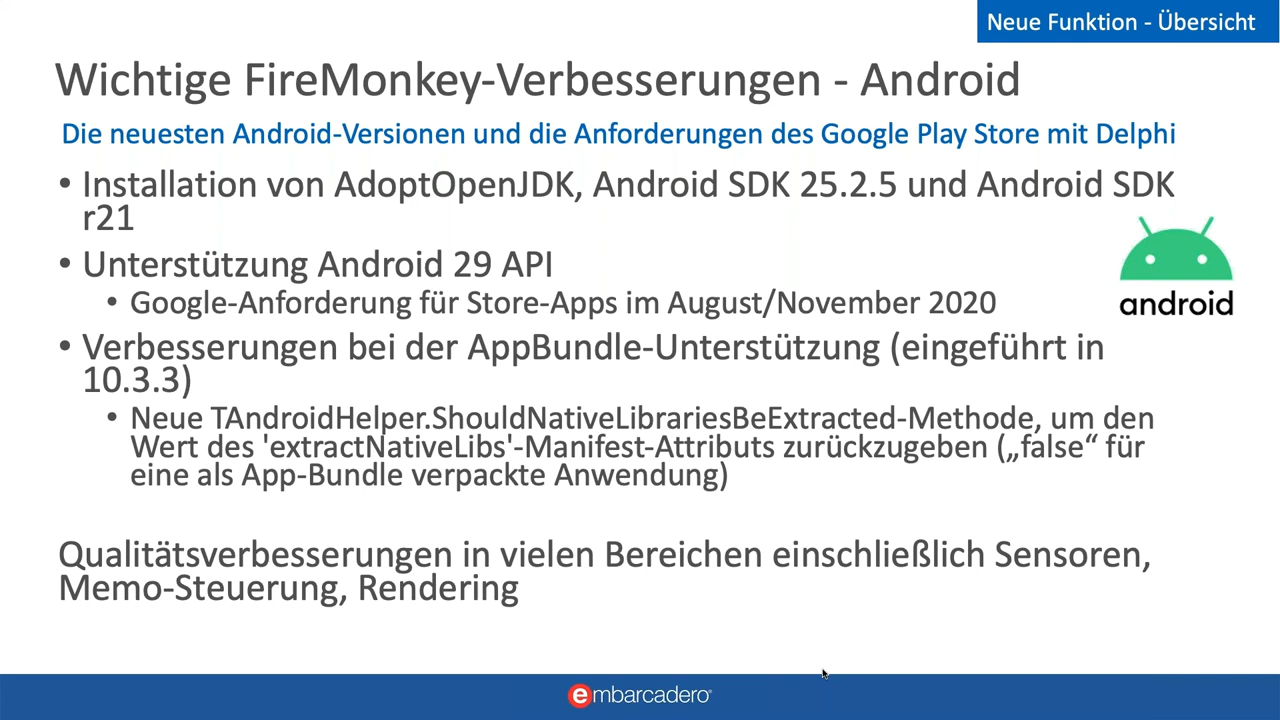 Neue Funktion - Übersicht
Wichtige FireMonkey-Verbesserungen - Android
Die neuesten Android-Versionen und die Anforderungen des Google Play Store mit Delphi
• Installation von AdoptOpenJDK, Android SDK 25.2.5 und Android SDK
r21
• Unterstützung Android 29 API
• Google-Anforderung für Store-Apps im August/November 2020
android
• Verbesserungen bei der AppBundle-Unterstützung (eingeführt in
10.3.3)
• Neue TAndroidHelper.ShouldNativeLibrariesBeExtracted-Methode, um den
Wert des 'extractNativeLibs'-Manifest-Attributs zurückzugeben („false“ für
eine als App-Bundle verpackte Anwendung)
Qualitätsverbesserungen in vielen Bereichen einschließlich Sensoren,
Memo-Steuerung, Rendering
embarcadero